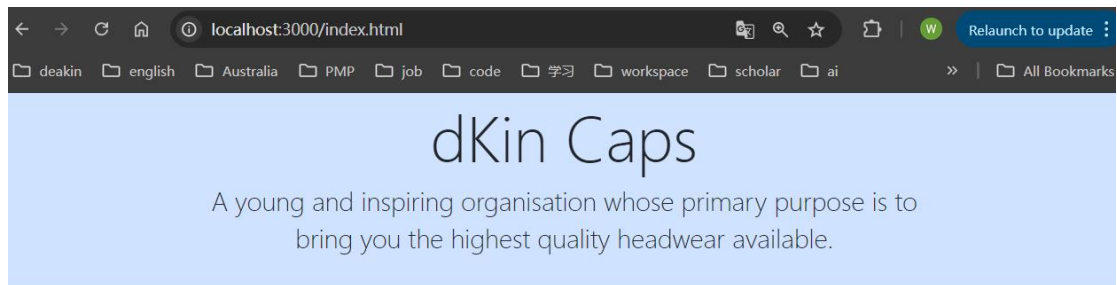 localhost:3000/index.html
W
Relaunch to update
deakin english Australia PMP job code 学习 workspace scholar ai » All Bookmarks
dKin Caps
A young and inspiring organisation whose primary purpose is to
bring you the highest quality headwear available.